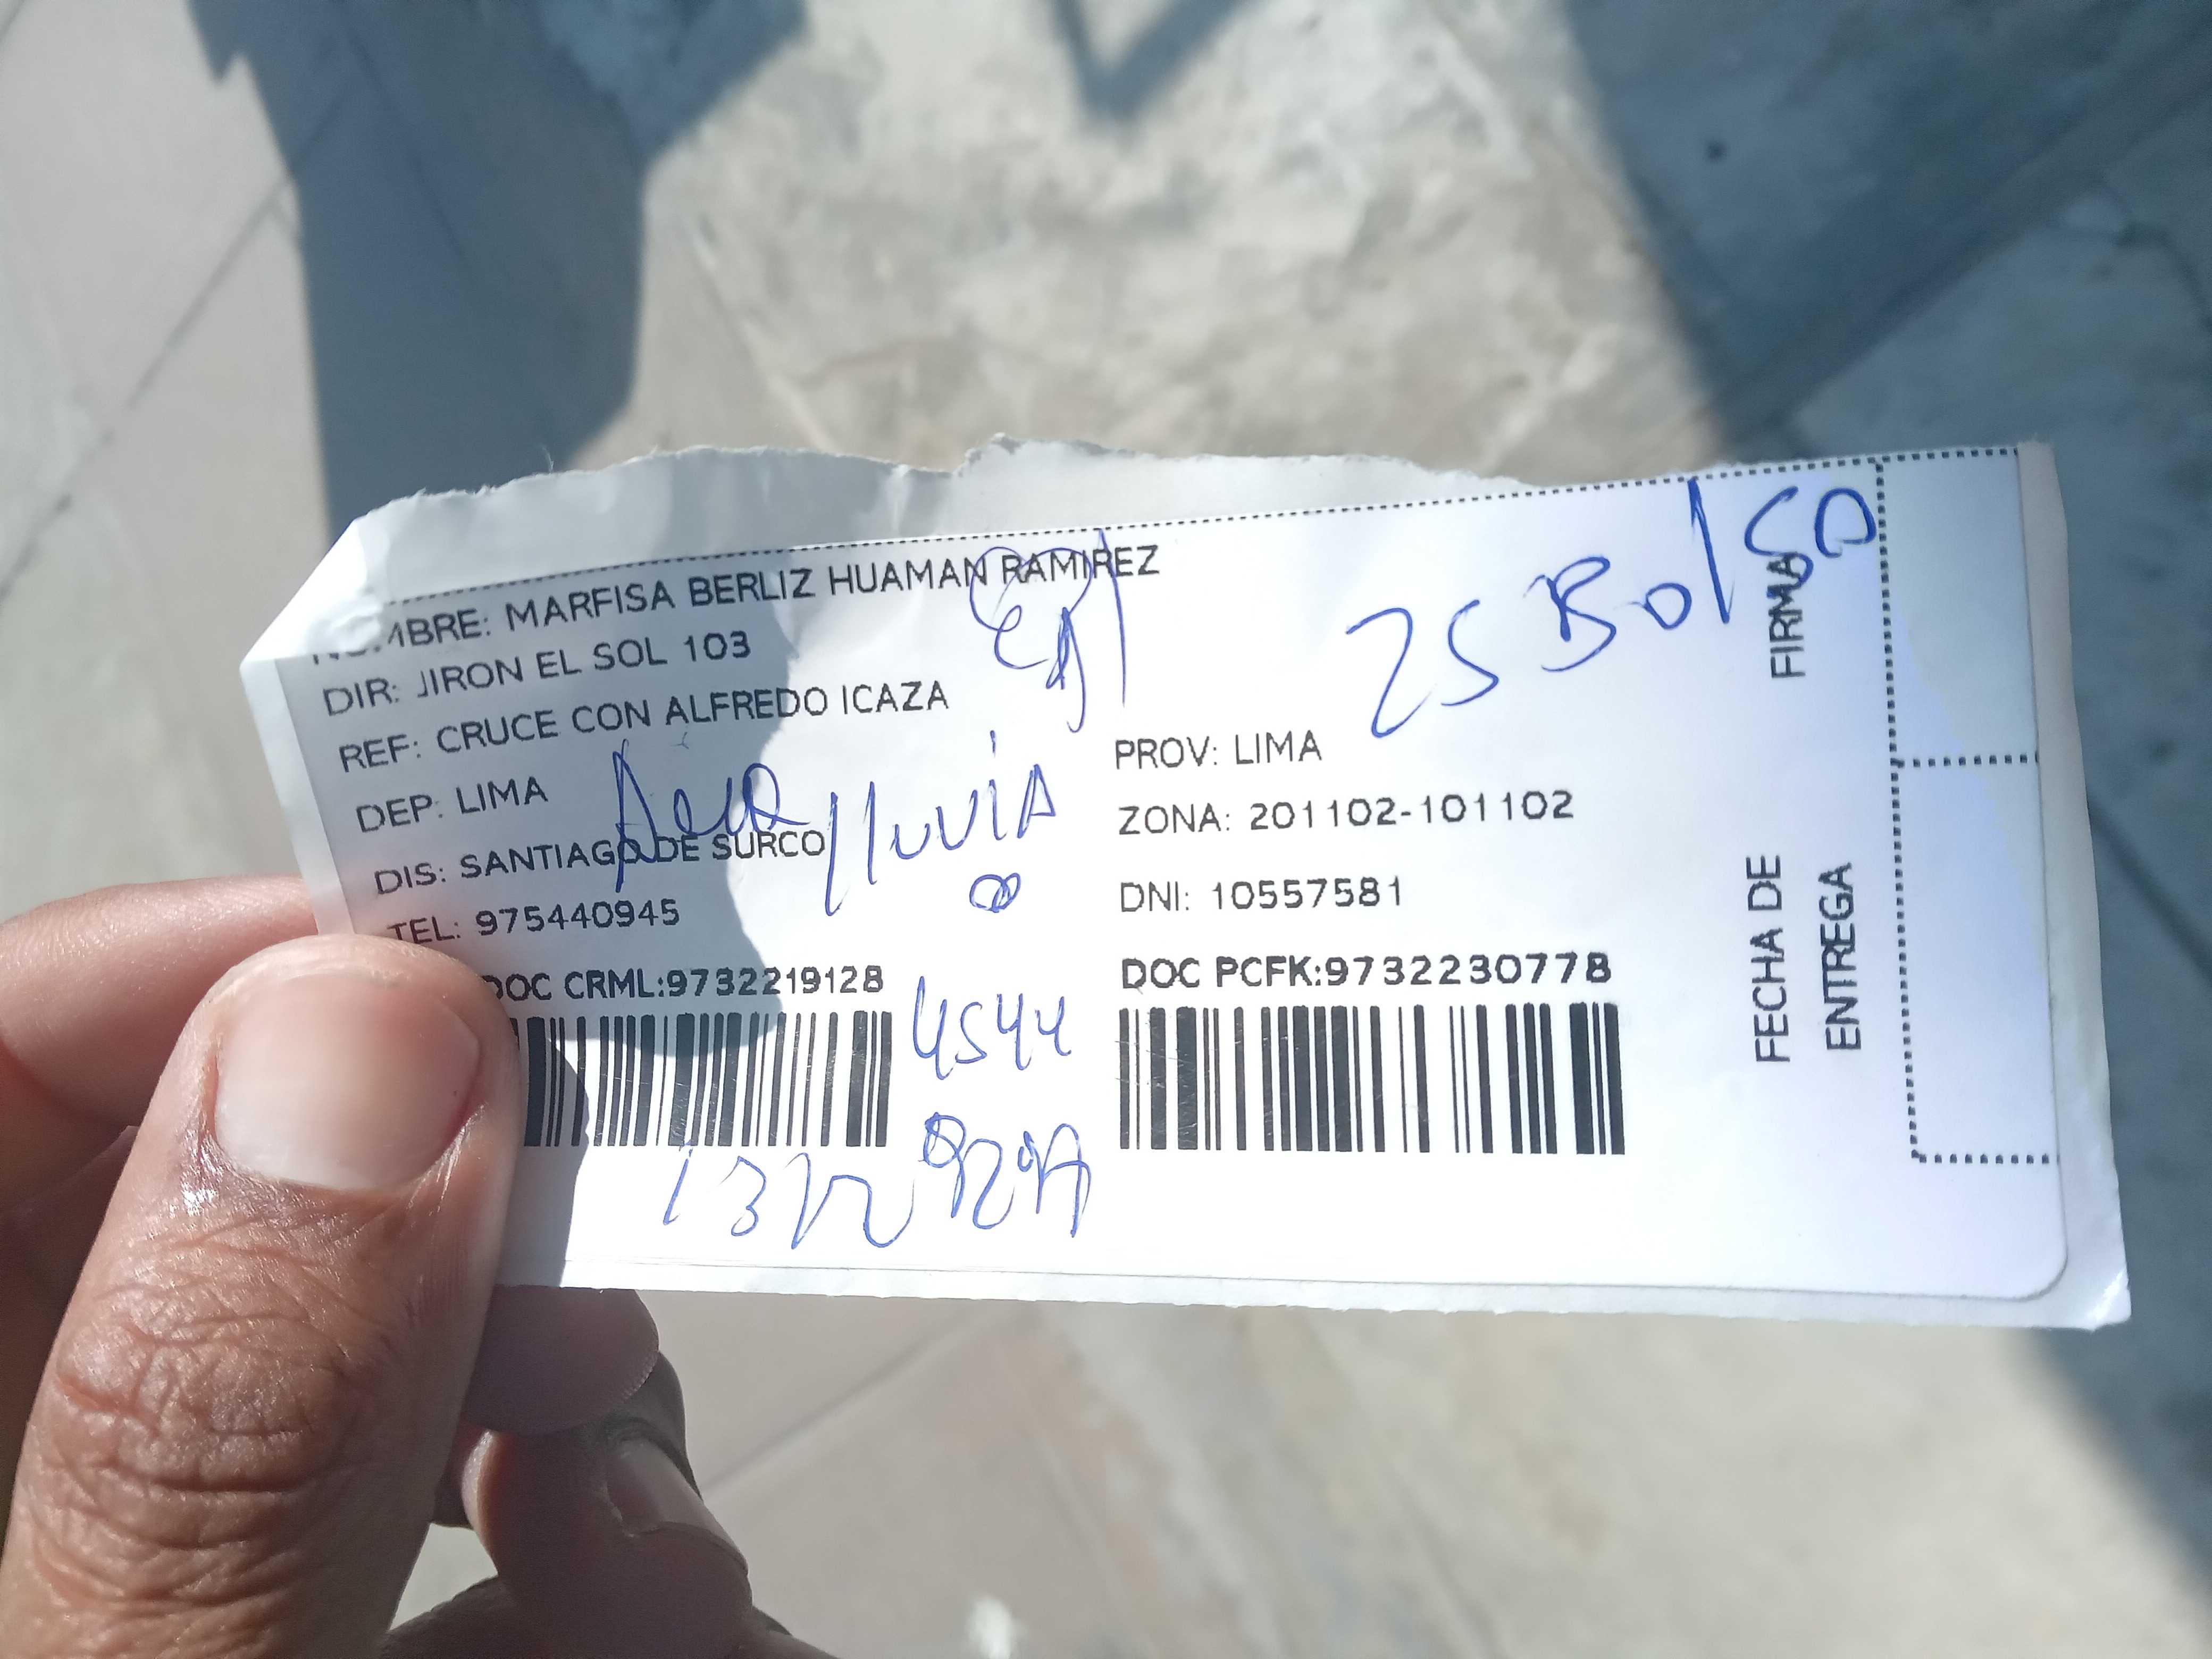 NOMBRE: MARFISA BERLIZ HUAMAN RAMIREZ
DIR: JIRON EL SOL 103
REF: CRUCE CON ALFREDO ICAZA
DEP: LIMA
PROV: LIMA
DIS: SANTIAGO DE SURCO
ZONA: 201102-101102
TEL: 975440945
DNI: 10557581
DOC CRML:9732219128
DOC PCFK:9732230778
FIRMA
FECHA DE
ENTREGA
25 Bolso
lluviA
4544